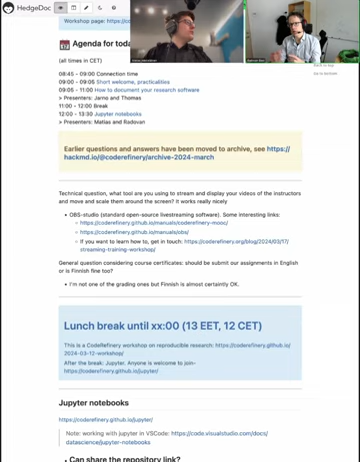 HedgeDoc
Workshop page: https://co
Agenda for toda
(all times in CET)
08:45 - 09:00 Connection time
09:00 - 09:05 Short welcome, practicalities
09:05 - 11:00 How to document your research software
> Presenters: Jarno and Thomas
11:00 - 12:00 Break
12:00 - 13:30 Jupyter notebooks
> Presenters: Matias and Radovan
Earlier questions and answers have been moved to archive, see https://
hackmd.io/@coderefinery/archive-2024-march
Technical question, what tool are you using to stream and display your videos of the instructors
and move and scale them around the screen? it works really nicely
• OBS-studio (standard open-source livestreaming software). Some interesting links:
◦ https://coderefinery.github.io/manuals/coderefinery-mooc/
◦ https://coderefinery.github.io/manuals/obs/
◦ If you want to learn how to, get in touch: https://coderefinery.org/blog/2024/03/17/
streaming-training-workshop/
General question considering course certificates: should be submit our assignments in English
or is Finnish fine too?
• I'm not one of the grading ones but Finnish is almost certaintly OK.
Lunch break until xx:00 (13 EET, 12 CET)
This is a CodeRefinery workshop on reproducible research: https://coderefinery.github.io/
2024-03-12-workshop/
After the break: Jupyter. Anyone is welcome to join-
https://coderefinery.github.io/jupyter/
Jupyter notebooks
https://coderefinery.github.io/jupyter/
Note: working with jupyter in VSCode: https://code.visualstudio.com/docs/
datascience/jupyter-notebooks
• Can share the repository link?